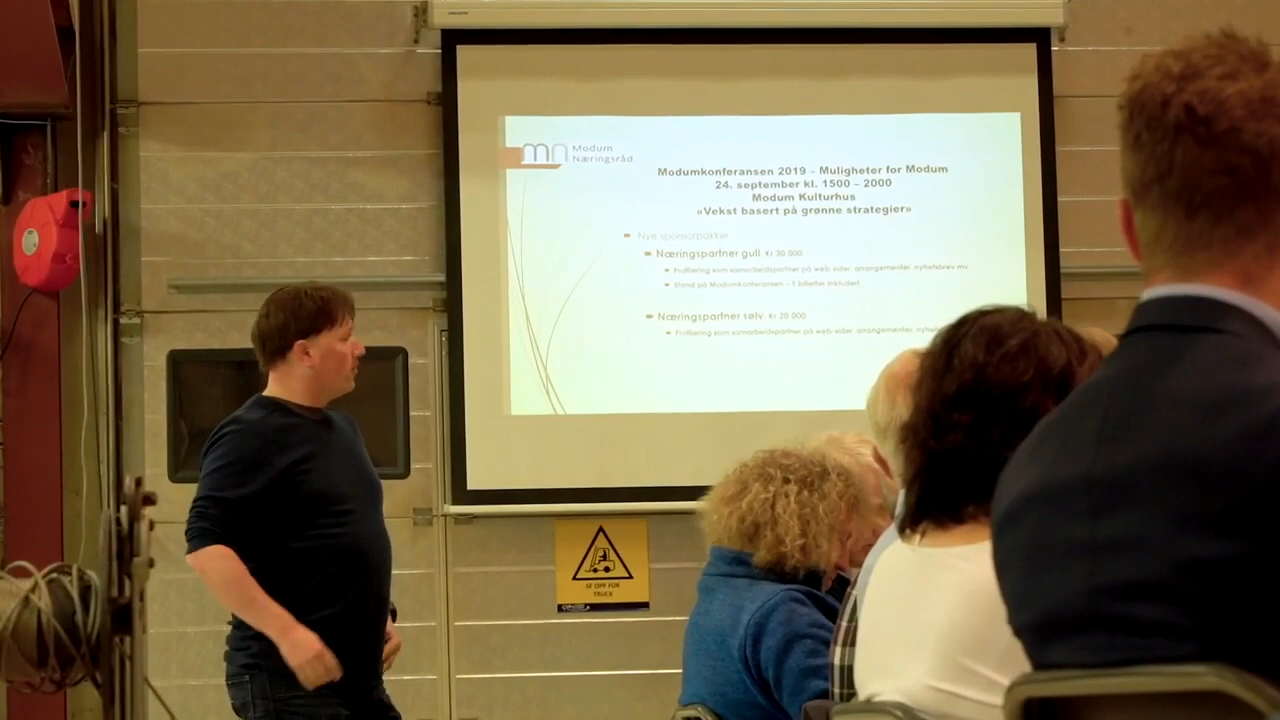 Modum
Næringsråd
Modumkonferansen 2019 – Muligheter for Modum
24. september kl. 1500 – 2000
Modum Kulturhus
«Vekst basert på grønne strategier»
Nye sponsorpakker
Næringspartner gull: Kr 30 000
Profilering som samarbeidspartner på web-sider, arrangementer, nyhetsbrev mv
Stand på Modumkonferansen – 5 billetter inkludert
Næringspartner sølv: Kr 20 000
Profilering som samarbeidspartner på web-sider, arrangementer,
SE OPP FOR
TRUCK